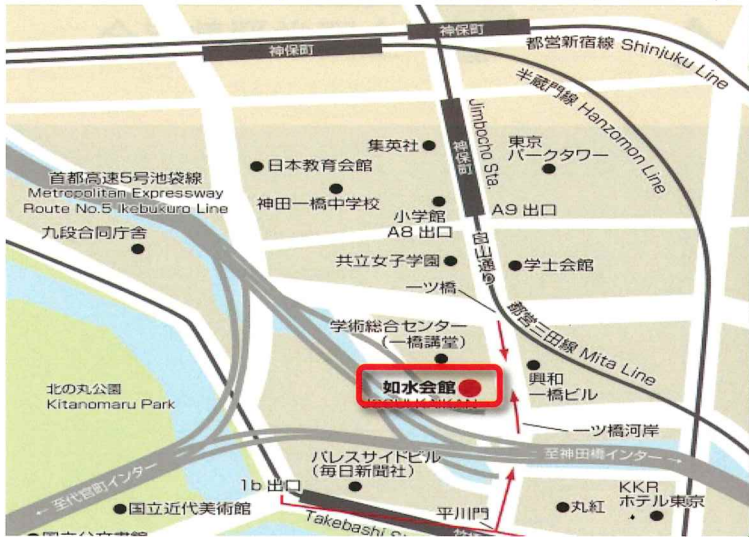 神保町
都営新宿線 Shinjuku Line
神保町
半蔵門線 Hanzomon Line
神保町
Jimbocho Sta.
集英社
東京
パークタワー
日本教育会館
首都高速5号池袋線
Metropolitan Expressway
Route No.5 Ikebukuro Line
神田一橋中学校
小学館
A8 出口
A9 出口
九段合同庁舎
白山通り
共立女子学園
学士会館
一ツ橋
都営三田線 Mita Line
学術総合センター
(一橋講堂)
如水会館
興和
一橋ビル
北の丸公園
Kitanomaru Park
一ツ橋河岸
パレスサイドビル
(毎日新聞社)
至神田橋インター →
1b 出口
← 至代官町インター
国立近代美術館
平川門
丸紅
KKR
ホテル東京
Takebashi